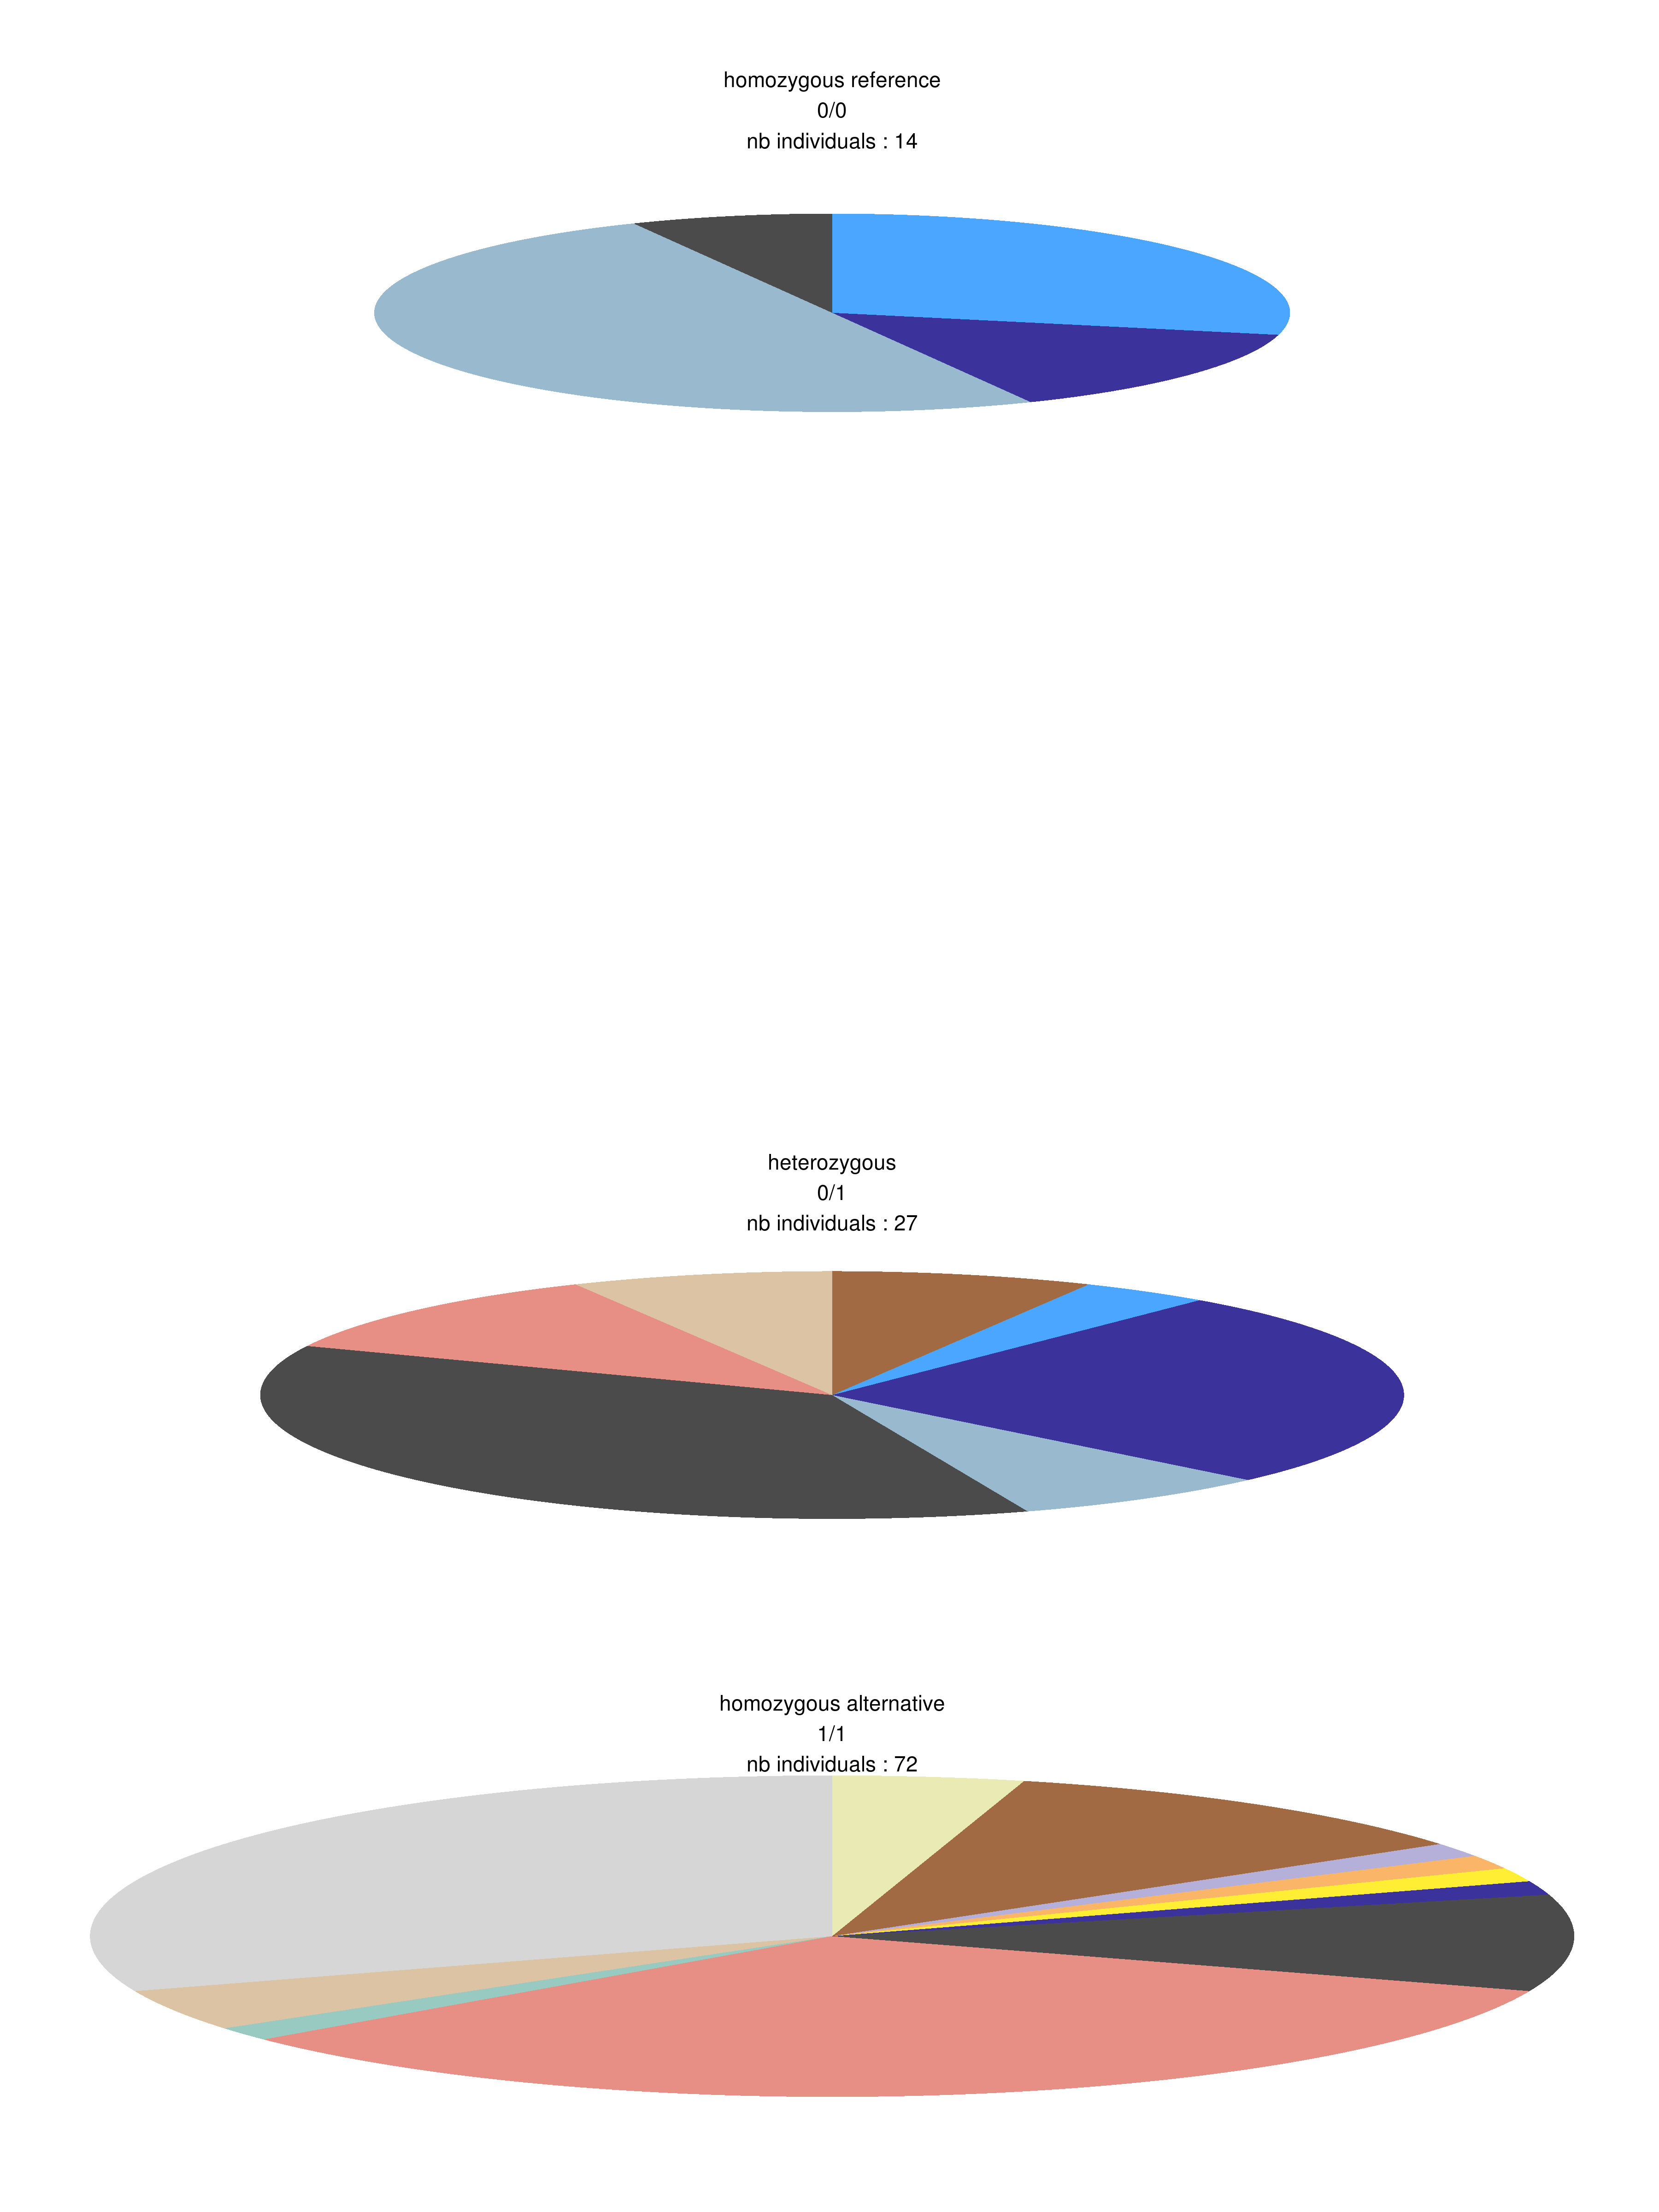 homozygous reference
0/0
nb individuals : 14
heterozygous
0/1
nb individuals : 27
homozygous alternative
1/1
nb individuals : 72